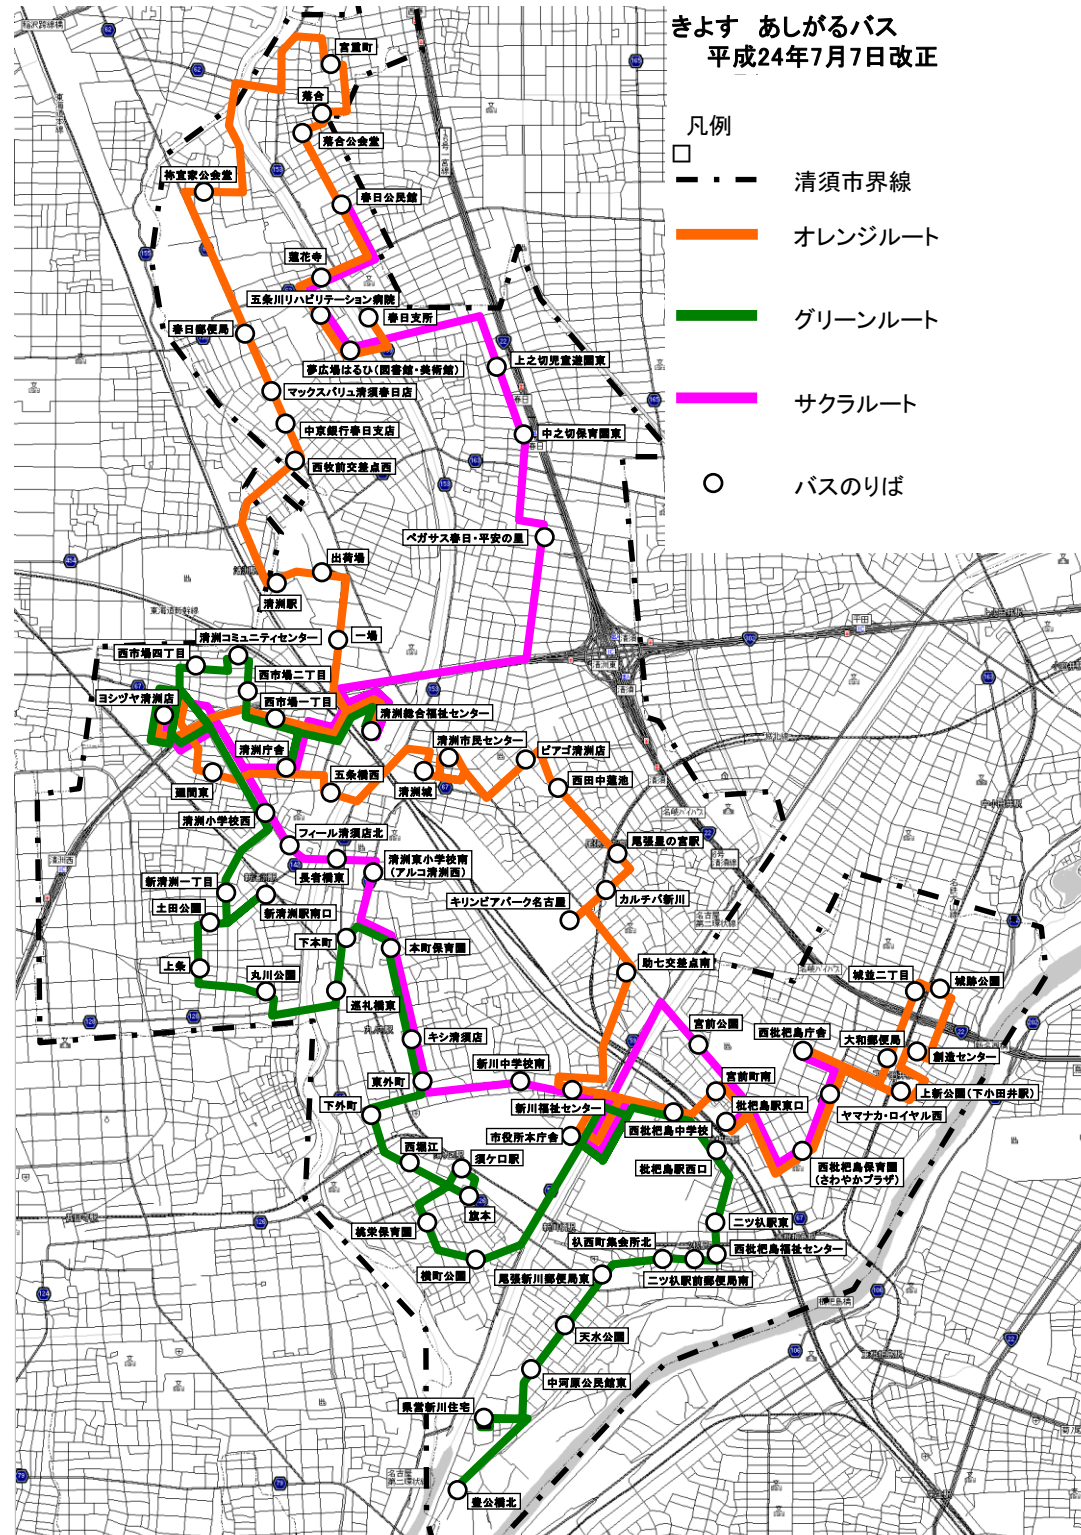 きよす あしがるバス
平成24年7月7日改正
凡例
清須市界線
オレンジルート
グリーンルート
サクラルート
バスのりば
宮重町
落合
落合公会堂
祢宜家公会堂
春日公民館
蓮花寺
五条川リハビリテーション病院
春日支所
春日郵便局
夢広場はるひ(図書館・美術館)
上之切児童遊園東
マックスバリュ清須春日店
中京銀行春日支店
中之切保育園東
西牧前交差点西
ペガサス春日・平安の里
出荷場
清洲駅
清洲コミュニティセンター
一場
西市場四丁目
西市場二丁目
ヨシヅヤ清洲店
西市場一丁目
清洲総合福祉センター
清洲庁舎
清洲市民センター
ピアゴ清洲店
五条橋西
清洲城
西田中蓮池
廻間東
清洲小学校西
フィール清須店北
尾張星の宮駅
長者橋東
清洲東小学校南
(アルコ清洲西)
新清洲一丁目
新清洲駅南口
カルチバ新川
キリンビアパーク名古屋
土田公園
下本町
本町保育園
上条
丸川公園
助七交差点南
城並二丁目
城跡公園
巡礼橋東
キシ清須店
宮前公園
西枇杷島庁舎
大和郵便局
創造センター
新川中学校南
東外町
宮前町南
上新公園(下小田井駅)
下外町
新川福祉センター
枇杷島駅東口
ヤマナカ・ロイヤル西
市役所本庁舎
西枇杷島中学校
西堀江
須ケロ駅
枇杷島駅西口
西枇杷島保育園
(さわやかプラザ)
旗本
桃栄保育園
二ツ杁駅東
杁西町集会所北
西枇杷島福祉センター
横町公園
尾張新川郵便局東
二ツ杁駅前郵便局南
天水公園
中河原公民館東
県営新川住宅
豊公橋北